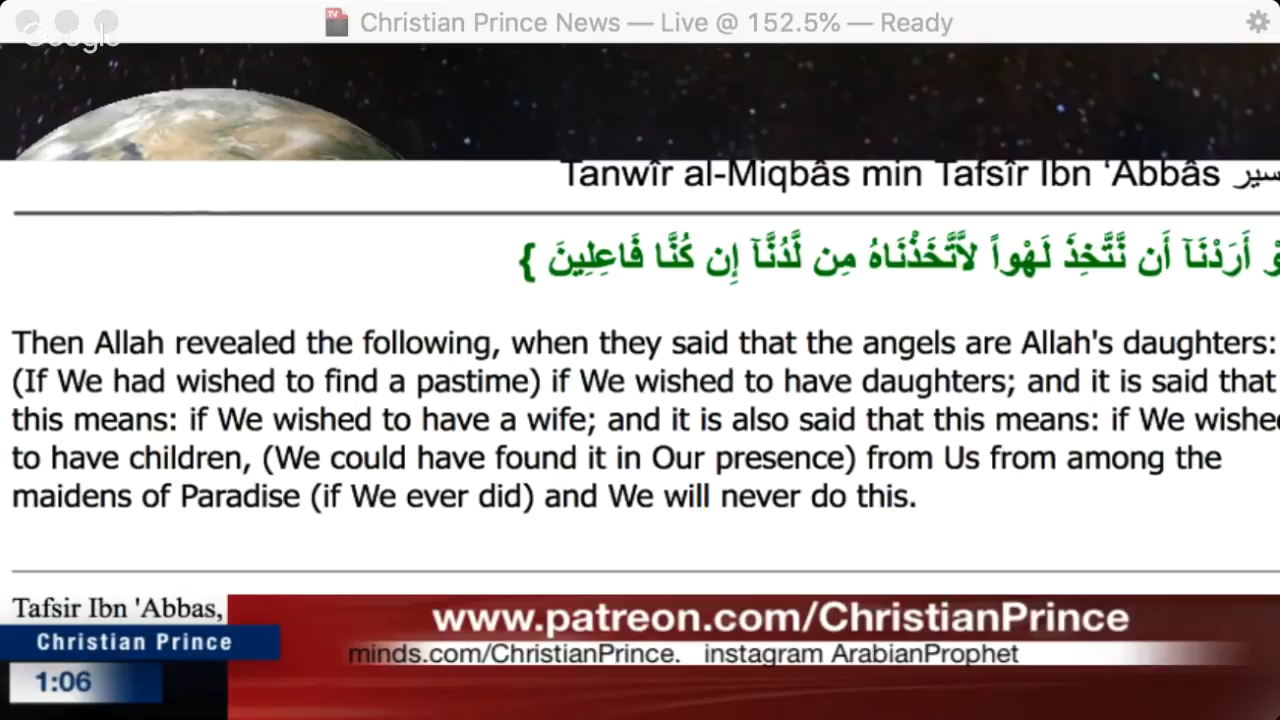 Christian Prince News — Live @ 152.5% — Ready
TV
Google
Tanwîr al-Miqbâs min Tafsîr Ibn ‘Abbâs
أَرَدْنَآ أَن نَّتَّخِذَ لَهْواً لاَّتَّخَذْنَاهُ مِن لَّدُنَّآ إِن كُنَّا فَاعِلِينَ }
Then Allah revealed the following, when they said that the angels are Allah's daughters:
(If We had wished to find a pastime) if We wished to have daughters; and it is said that
this means: if We wished to have a wife; and it is also said that this means: if We wishe
to have children, (We could have found it in Our presence) from Us from among the
maidens of Paradise (if We ever did) and We will never do this.
Tafsir Ibn 'Abbas,
www.patreon.com/ChristianPrince
Christian Prince
minds.com/ChristianPrince. instagram ArabianProphet
1:06